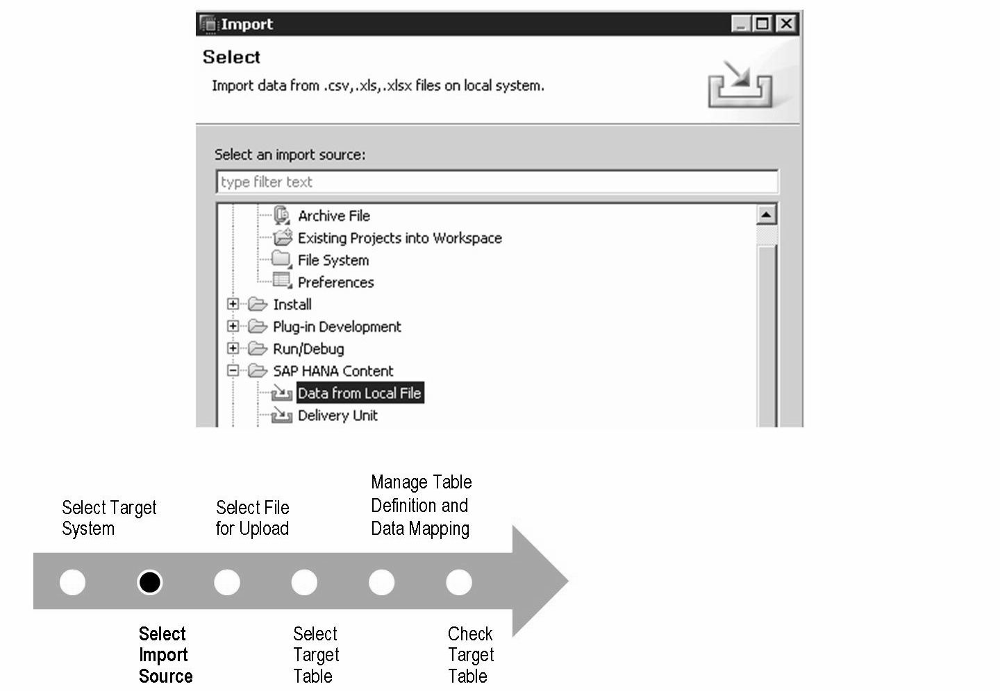 Import
Select
Import data from .csv,.xls,.xlsx files on local system.
Select an import source:
type filter text
Archive File
Existing Projects into Workspace
File System
Preferences
Install
Plug-in Development
Run/Debug
SAP HANA Content
Data from Local File
Delivery Unit
Select Target
System
Select File
for Upload
Manage Table
Definition and
Data Mapping
Select
Import
Source
Select
Target
Table
Check
Target
Table